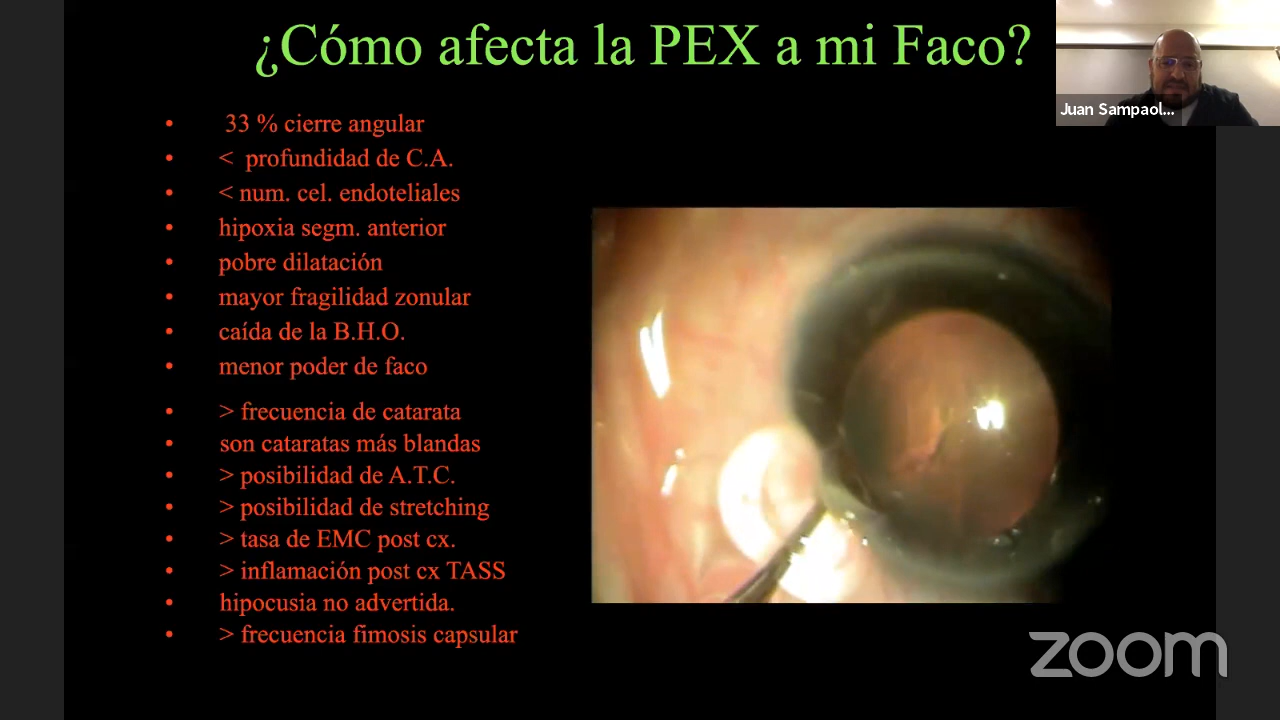 ¿Cómo afecta la PEX a mi Faco?
Juan Sampaol...
• 33 % cierre angular
• < profundidad de C.A.
• < num. cel. endoteliales
• hipoxia segm. anterior
• pobre dilatación
• mayor fragilidad zonular
• caída de la B.H.O.
• menor poder de faco
• > frecuencia de catarata
• son cataratas más blandas
• > posibilidad de A.T.C.
• > posibilidad de stretching
• > tasa de EMC post cx.
• > inflamación post cx TASS
• hipocusia no advertida.
• > frecuencia fimosis capsular
zoom